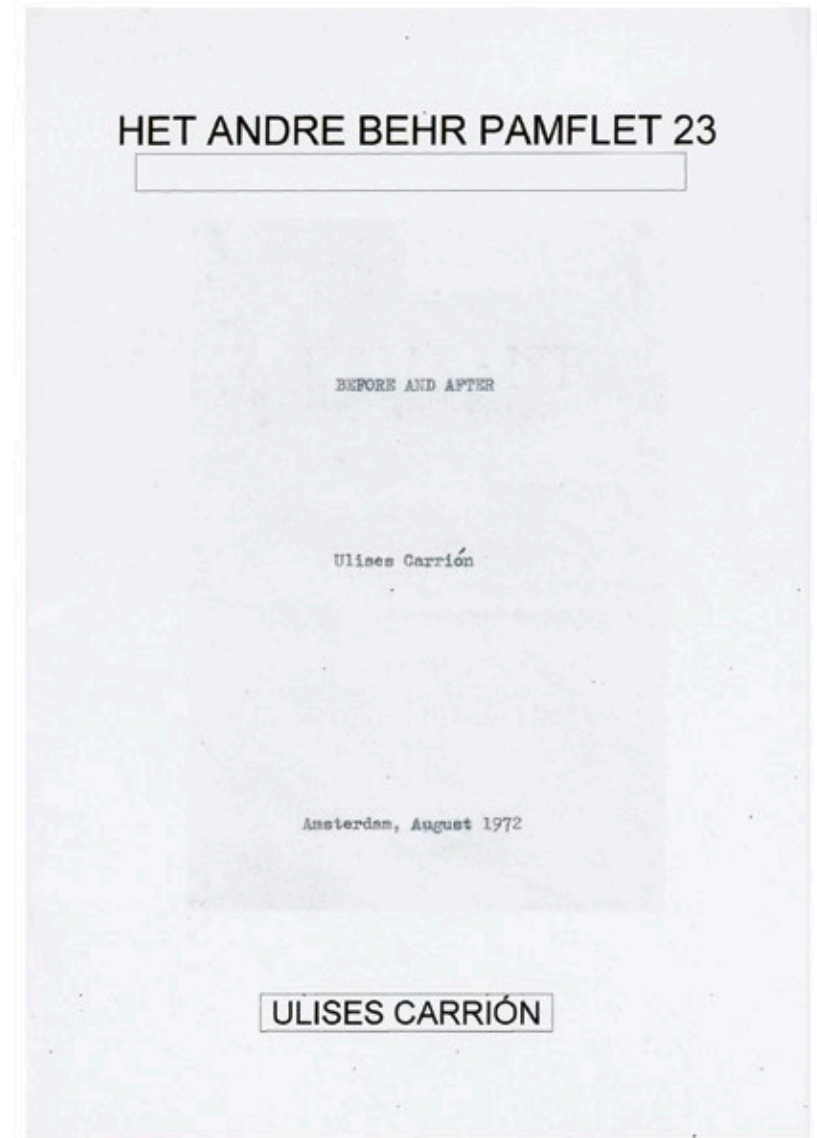 HET ANDRE BEHR PAMFLET 23
BEFORE AND AFTER
Ulises Carrión
Amsterdam, August 1972
ULISES CARRIÓN